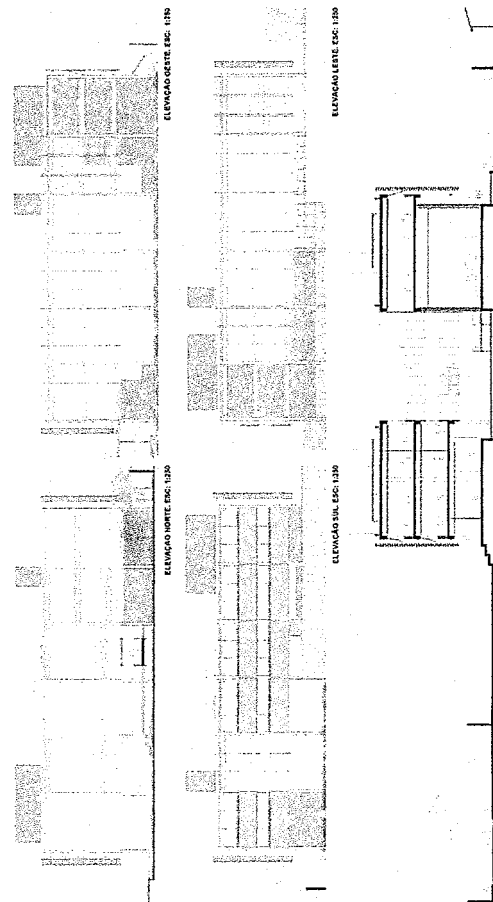 ELEVAÇÃO OESTE. ESC: 1:250
ELEVAÇÃO LESTE. ESC: 1:250
ELEVAÇÃO NORTE. ESC: 1:250
ELEVAÇÃO SUL. ESC: 1:250